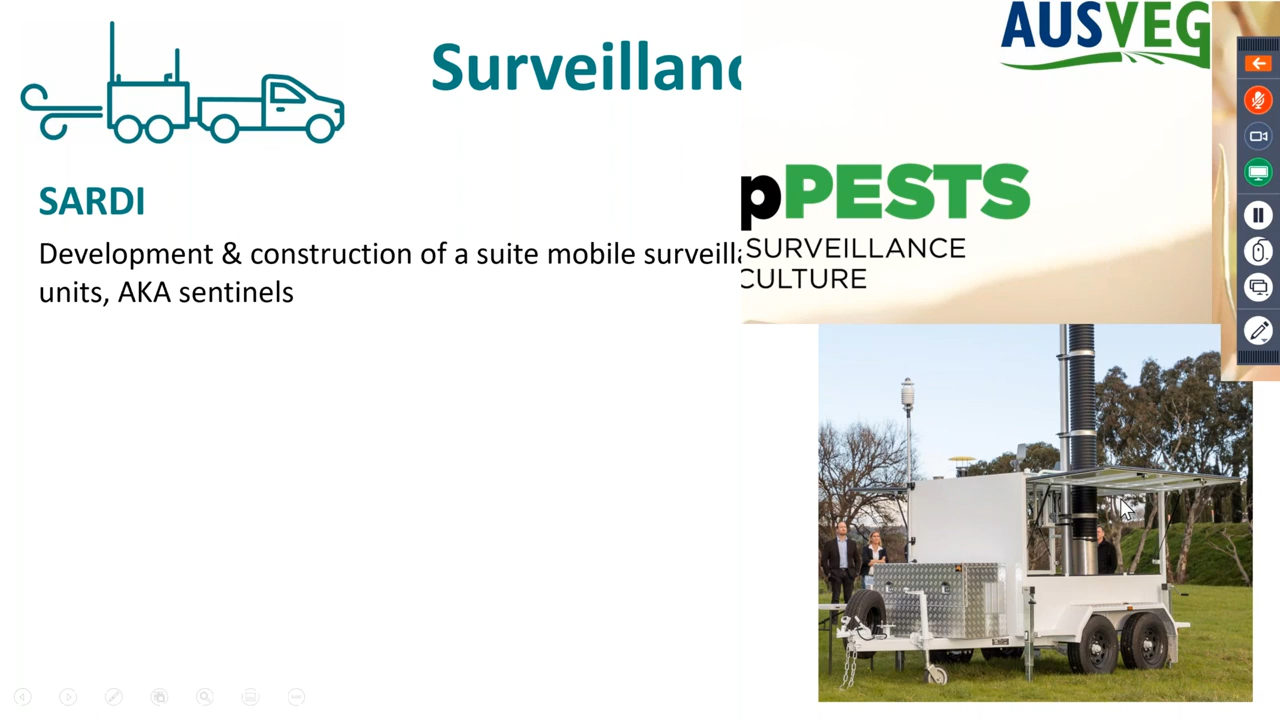 AUSVEG
Surveillanc
pPESTS
SARDI
SURVEILLANCE
Development & construction of a suite mobile surveilla
CULTURE
units, AKA sentinels